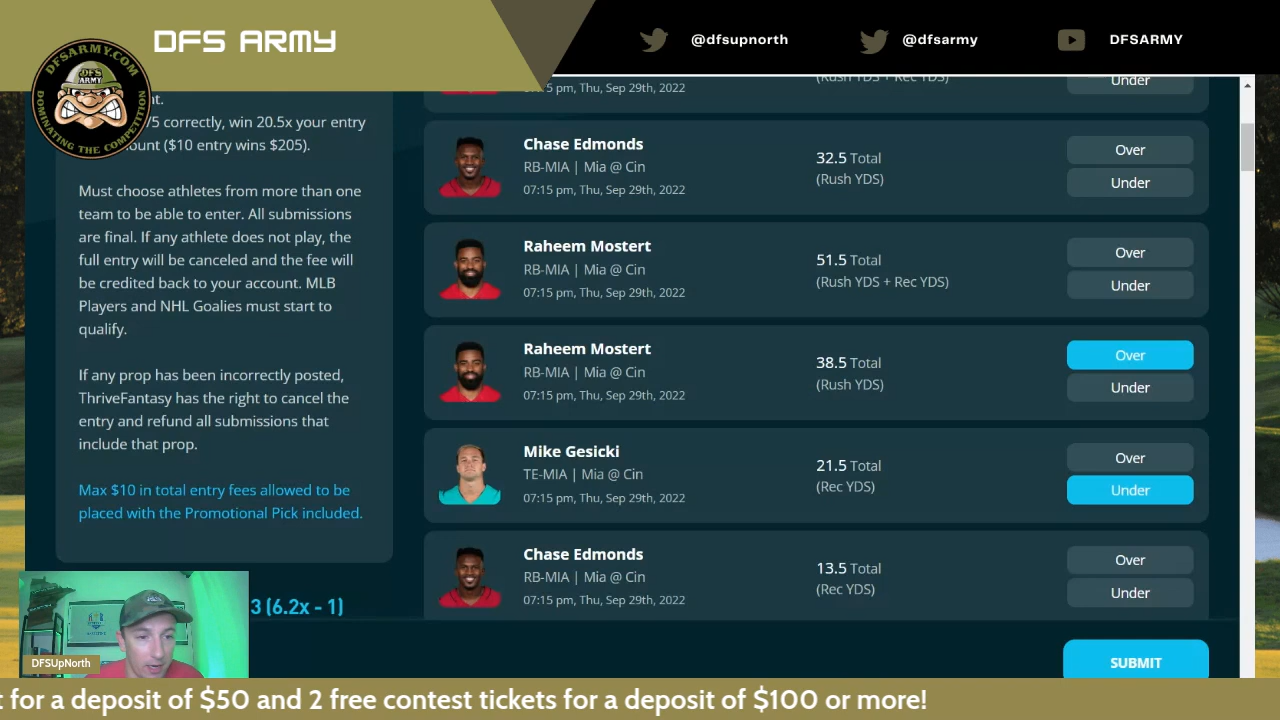 DFS ARMY
@dfsupnorth
@dfsarmy
DFSARMY
DFSARMY.COM
DFS
ARMY
DOMINATING THE COMPETITION
/5 correctly, win 20.5x your entry
($10 entry wins $205).
Must choose athletes from more than one
team to be able to enter. All submissions
are final. If any athlete does not play, the
full entry will be canceled and the fee will
be credited back to your account. MLB
Players and NHL Goalies must start to
qualify.
If any prop has been incorrectly posted,
ThriveFantasy has the right to cancel the
entry and refund all submissions that
include that prop.
Max $10 in total entry fees allowed to be
placed with the Promotional Pick included.
3 (6.2x - 1)
pm, Thu, Sep 29th, 2022
(Rush YDS + Rec YDS)
Under
Chase Edmonds
RB-MIA | Mia @ Cin
07:15 pm, Thu, Sep 29th, 2022
32.5 Total
(Rush YDS)
Over
Under
Raheem Mostert
RB-MIA | Mia @ Cin
07:15 pm, Thu, Sep 29th, 2022
51.5 Total
(Rush YDS + Rec YDS)
Over
Under
Raheem Mostert
RB-MIA | Mia @ Cin
07:15 pm, Thu, Sep 29th, 2022
38.5 Total
(Rush YDS)
Over
Under
Mike Gesicki
TE-MIA | Mia @ Cin
07:15 pm, Thu, Sep 29th, 2022
21.5 Total
(Rec YDS)
Over
Under
Chase Edmonds
RB-MIA | Mia @ Cin
07:15 pm, Thu, Sep 29th, 2022
13.5 Total
(Rec YDS)
Over
Under
SUBMIT
DFSUpNorth
for a deposit of $50 and 2 free contest tickets for a deposit of $100 or more!